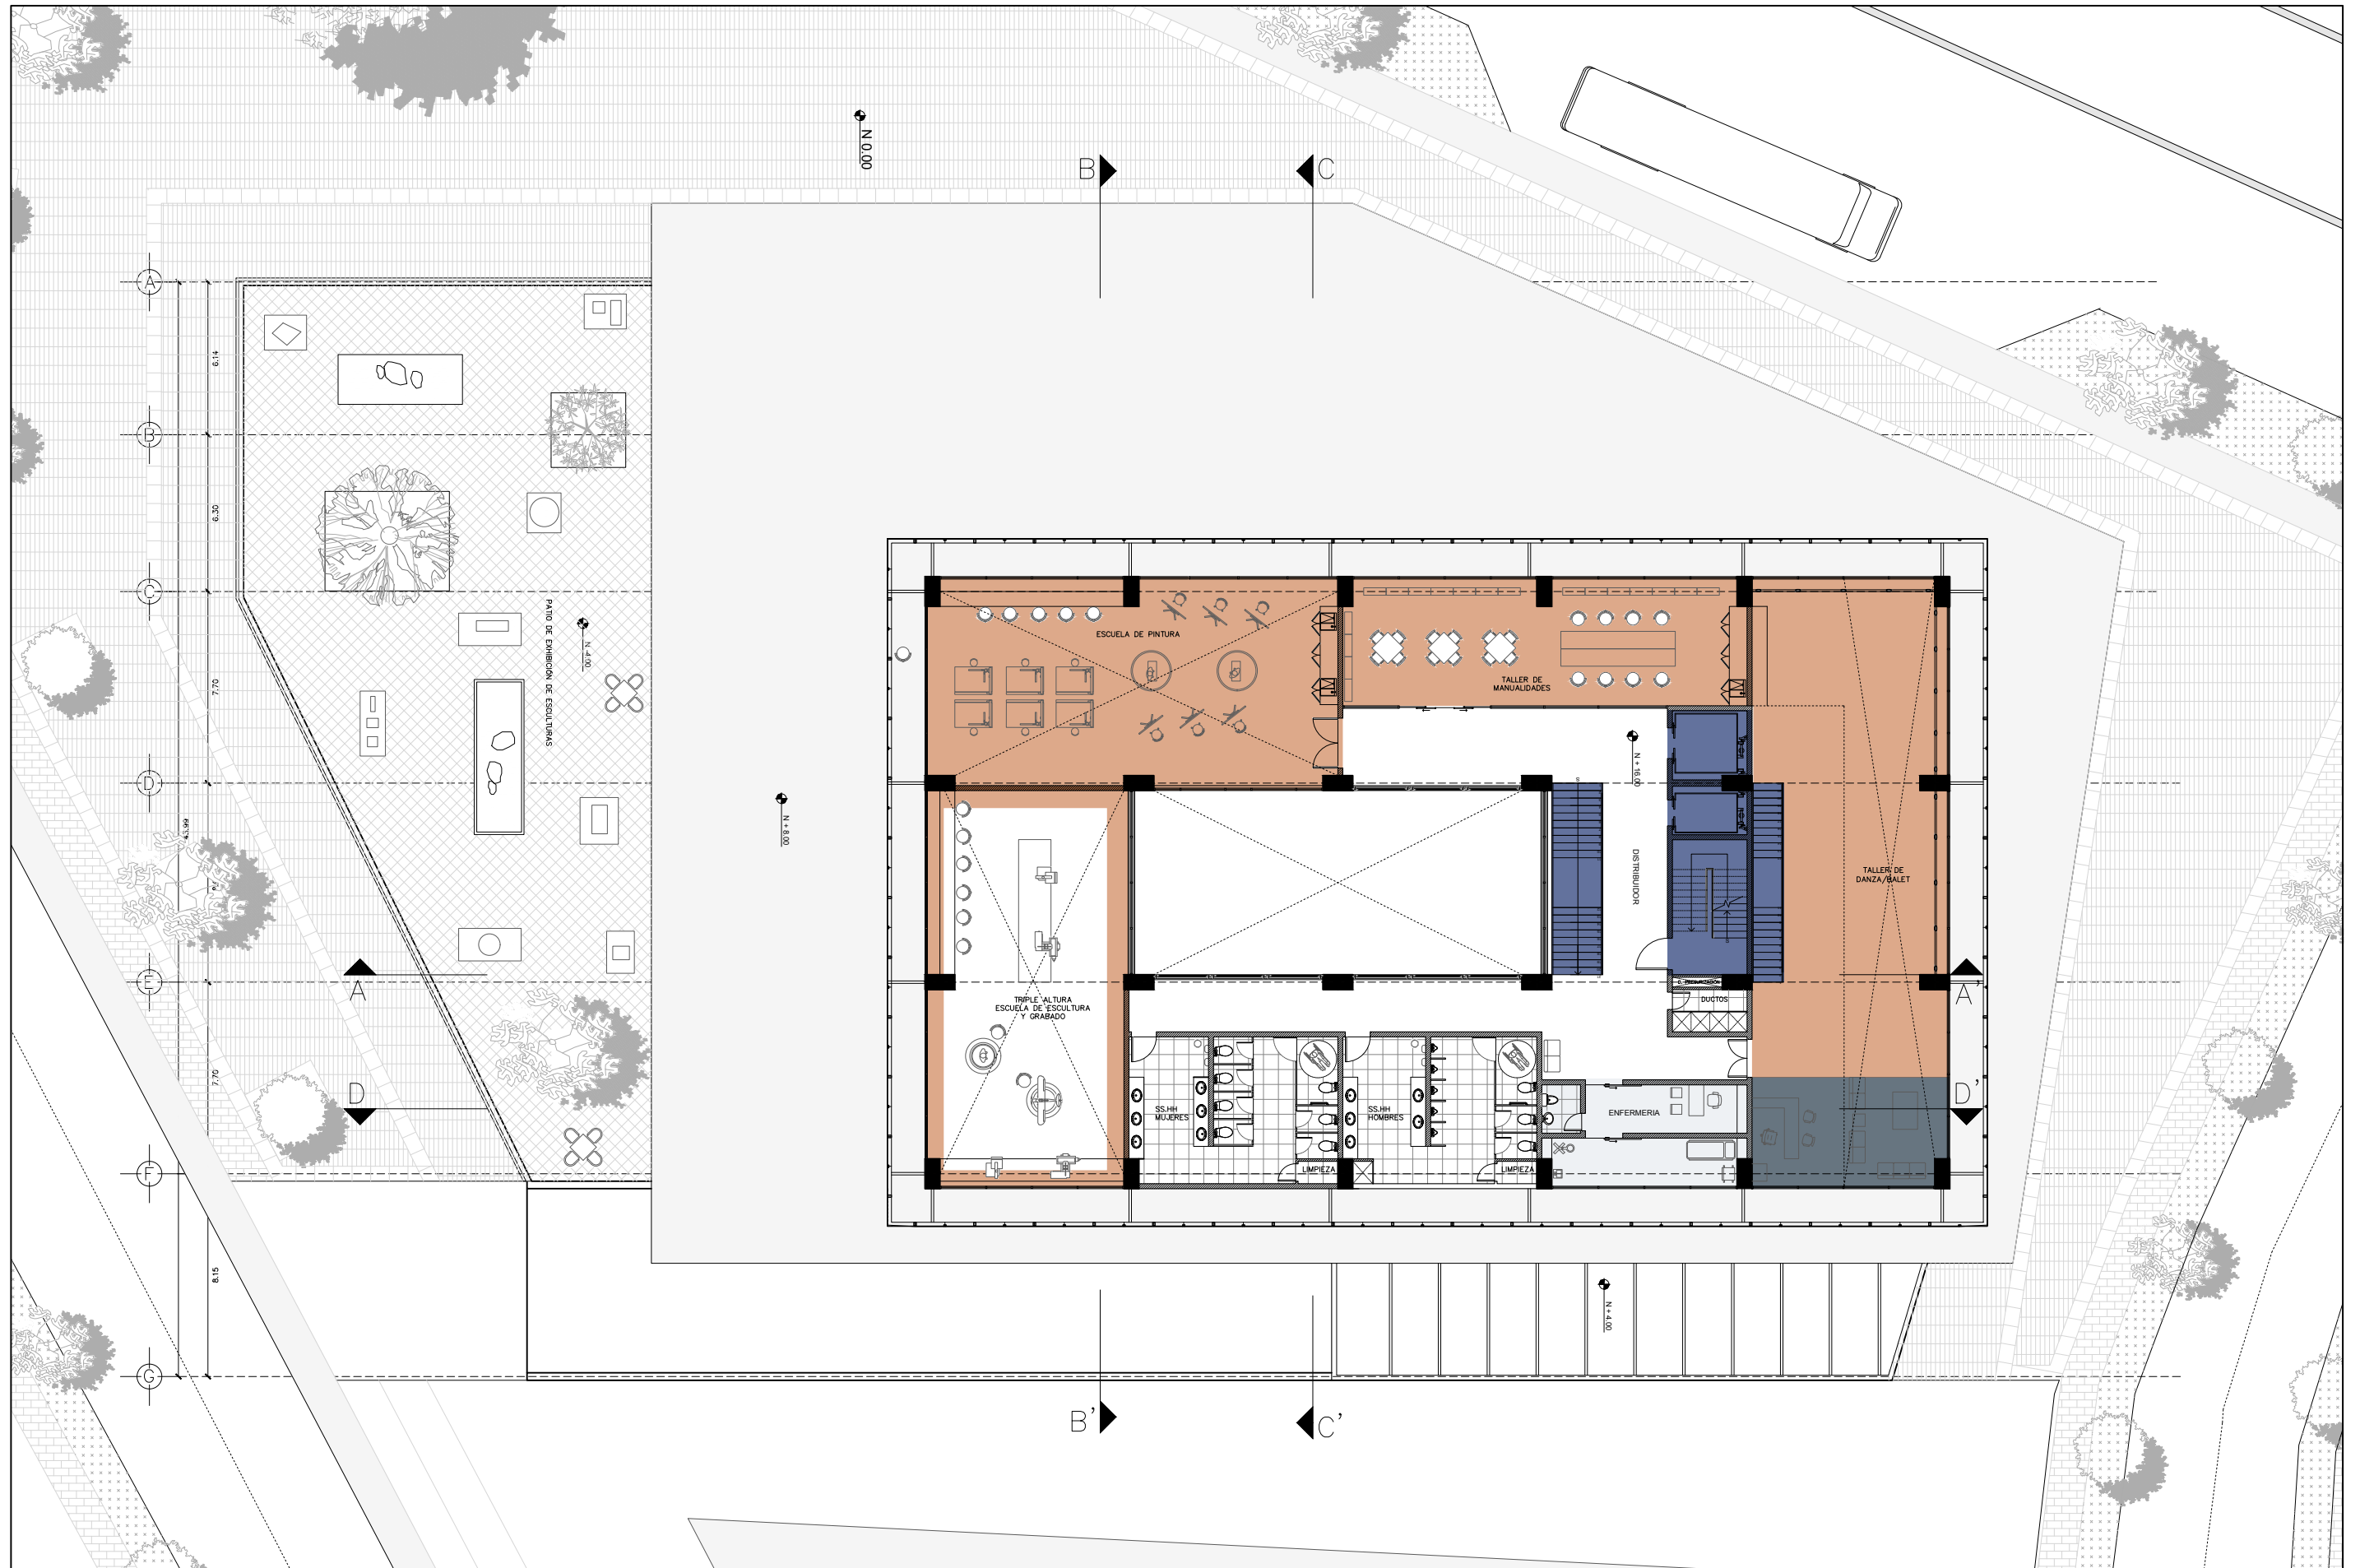 N 0.00
B
C
A
6.14
B
6.30
C
7.70
PATIO DE EXHIBICIÓN DE ESCULTURAS
N -4.00
D
43.99
E
A
D
7.70
F
8.15
G
N + 8.00
ESCUELA DE PINTURA
TALLER DE
MANUALIDADES
N + 16.00
DISTRIBUIDOR
TALLER DE
DANZA/BALET
TRIPLE ALTURA
ESCUELA DE ESCULTURA
Y GRABADO
DUCTOS
A'
D'
SS.HH
MUJERES
LIMPIEZA
SS.HH
HOMBRES
LIMPIEZA
ENFERMERIA
N + 4.00
B'
C'